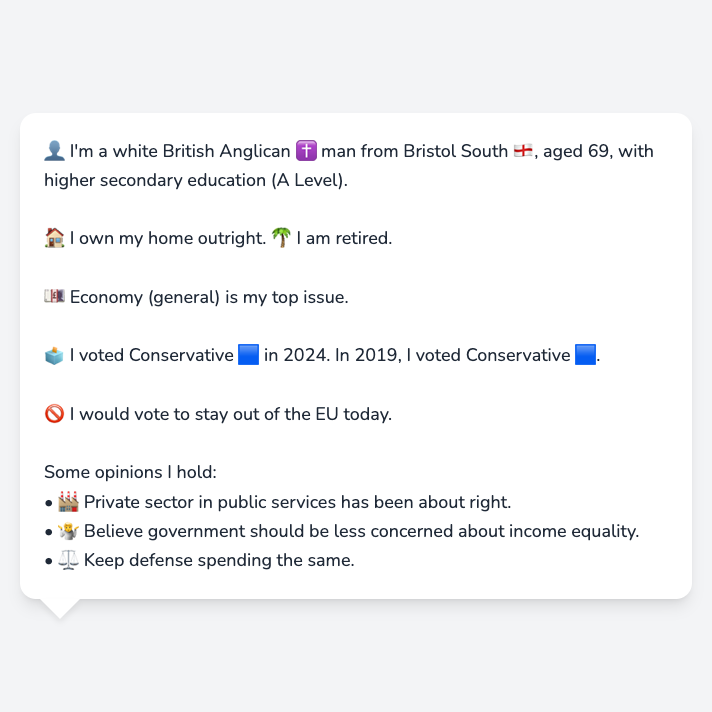 👤 I'm a white British Anglican ✝️ man from Bristol South 🏴󠁧󠁢󠁥󠁮󠁧󠁿, aged 69, with
higher secondary education (A Level).
🏠 I own my home outright. 🌴 I am retired.
💷 Economy (general) is my top issue.
🗳️ I voted Conservative 🟦 in 2024. In 2019, I voted Conservative 🟦.
🚫 I would vote to stay out of the EU today.
Some opinions I hold:
• 🏭 Private sector in public services has been about right.
• 🤷 Believe government should be less concerned about income equality.
• ⚖️ Keep defense spending the same.